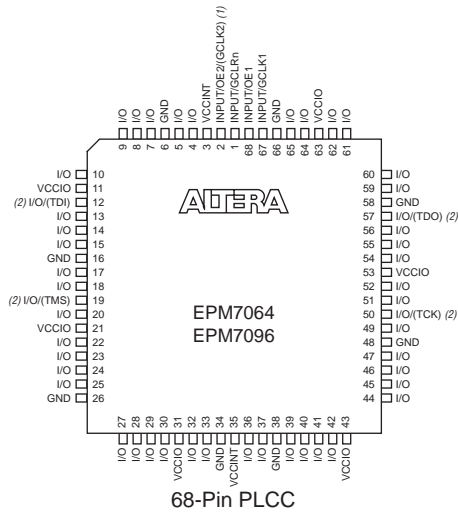 I/O
I/O
I/O
GND
I/O
I/O
VCCINT
INPUT/OE2/(GCLK2) (1)
INPUT/GCLRn
INPUT/OE1
INPUT/GCLK1
GND
I/O
I/O
VCCIO
I/O
I/O
9 8 7 6 5 4 3 2 1 68 67 66 65 64 63 62 61
I/O 10
VCCIO 11
(2) I/O/(TDI) 12
I/O 13
I/O 14
I/O 15
GND 16
I/O 17
I/O 18
(2) I/O/(TMS) 19
I/O 20
VCCIO 21
I/O 22
I/O 23
I/O 24
I/O 25
GND 26
ALTERA
EPM7064
EPM7096
60 I/O
59 I/O
58 GND
57 I/O/(TDO) (2)
56 I/O
55 I/O
54 I/O
53 VCCIO
52 I/O
51 I/O
50 I/O/(TCK) (2)
49 I/O
48 GND
47 I/O
46 I/O
45 I/O
44 I/O
27 28 29 30 31 32 33 34 35 36 37 38 39 40 41 42 43
I/O
I/O
I/O
I/O
VCCIO
I/O
I/O
GND
VCCINT
I/O
I/O
GND
I/O
I/O
I/O
I/O
VCCIO
68-Pin PLCC